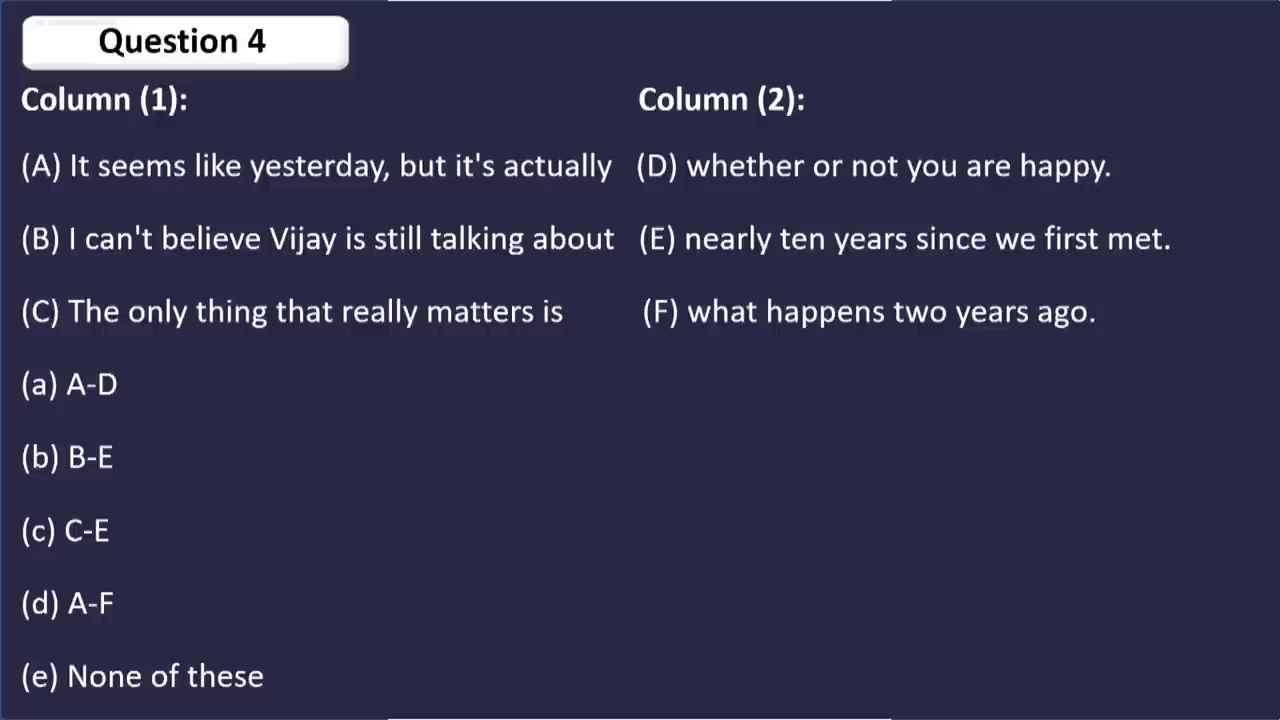 Question 4
Column (1): Column (2):
(A) It seems like yesterday, but it's actually (D) whether or not you are happy.
(B) I can't believe Vijay is still talking about (E) nearly ten years since we first met.
(C) The only thing that really matters is (F) what happens two years ago.
(a) A-D
(b) B-E
(c) C-E
(d) A-F
(e) None of these